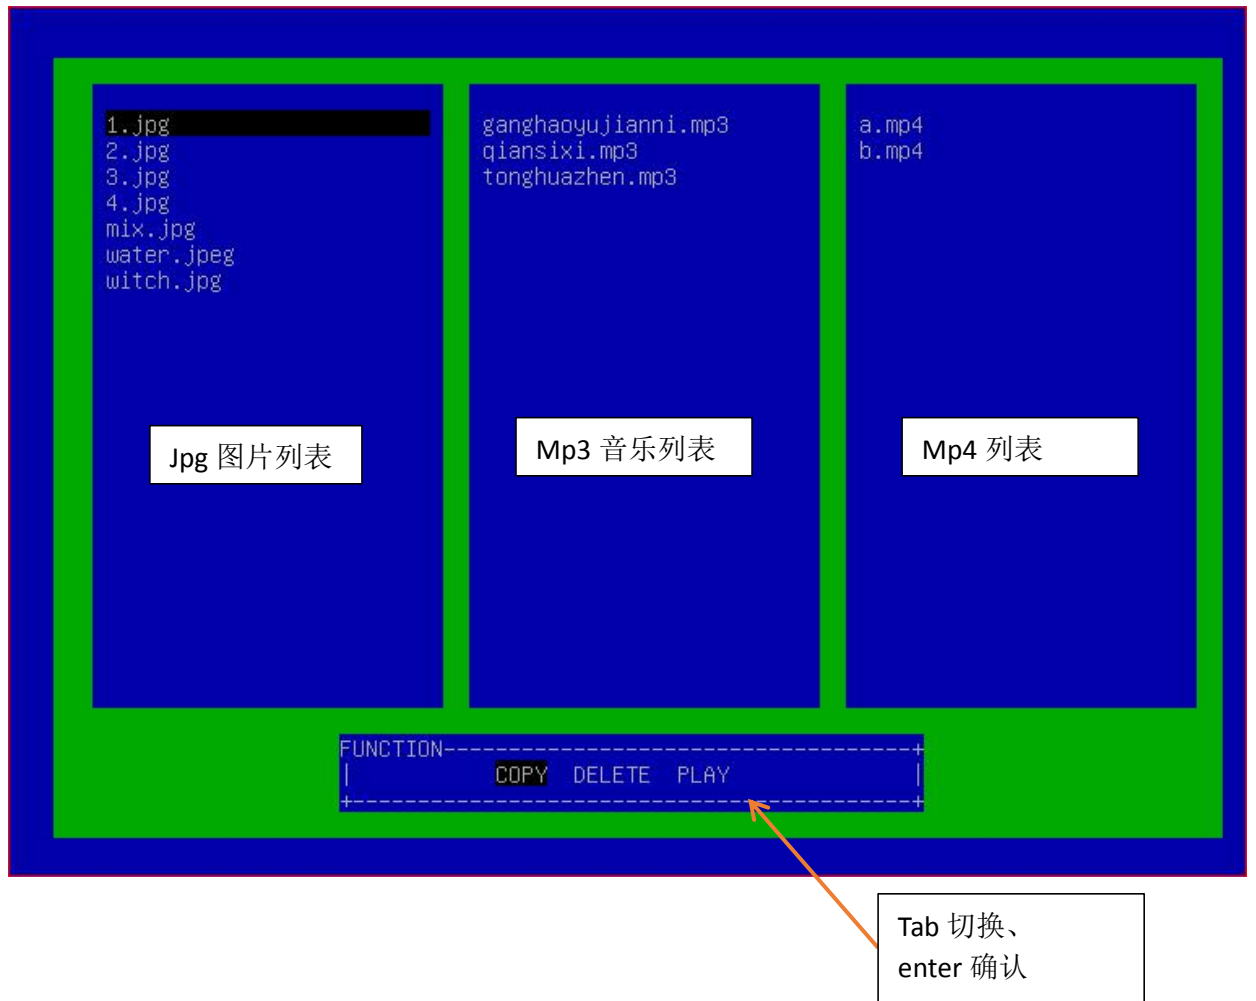 1.jpg
2.jpg
3.jpg
4.jpg
mix.jpg
water.jpeg
witch.jpg
Jpg 图片列表
ganghaoyujianni.mp3
qiansixi.mp3
tonghuazhen.mp3
Mp3 音乐列表
a.mp4
b.mp4
Mp4 列表
FUNCTION
COPY DELETE PLAY
Tab 切换、
enter 确认